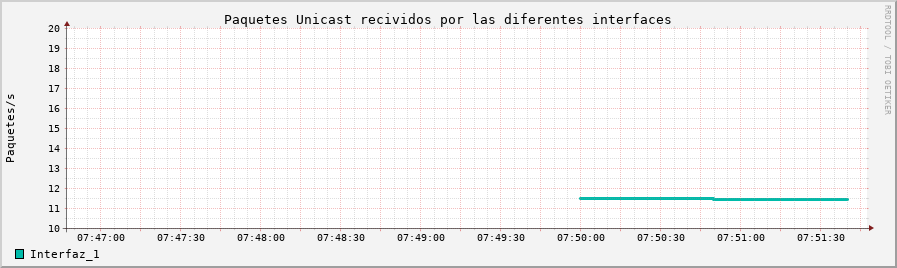 Paquetes Unicast recividos por las diferentes interfaces
RRDTOOL / TOBI OETIKER
Paquetes/s
20
19
18
17
16
15
14
13
12
11
10
07:47:00 07:47:30 07:48:00 07:48:30 07:49:00 07:49:30 07:50:00 07:50:30 07:51:00 07:51:30
Interfaz_1